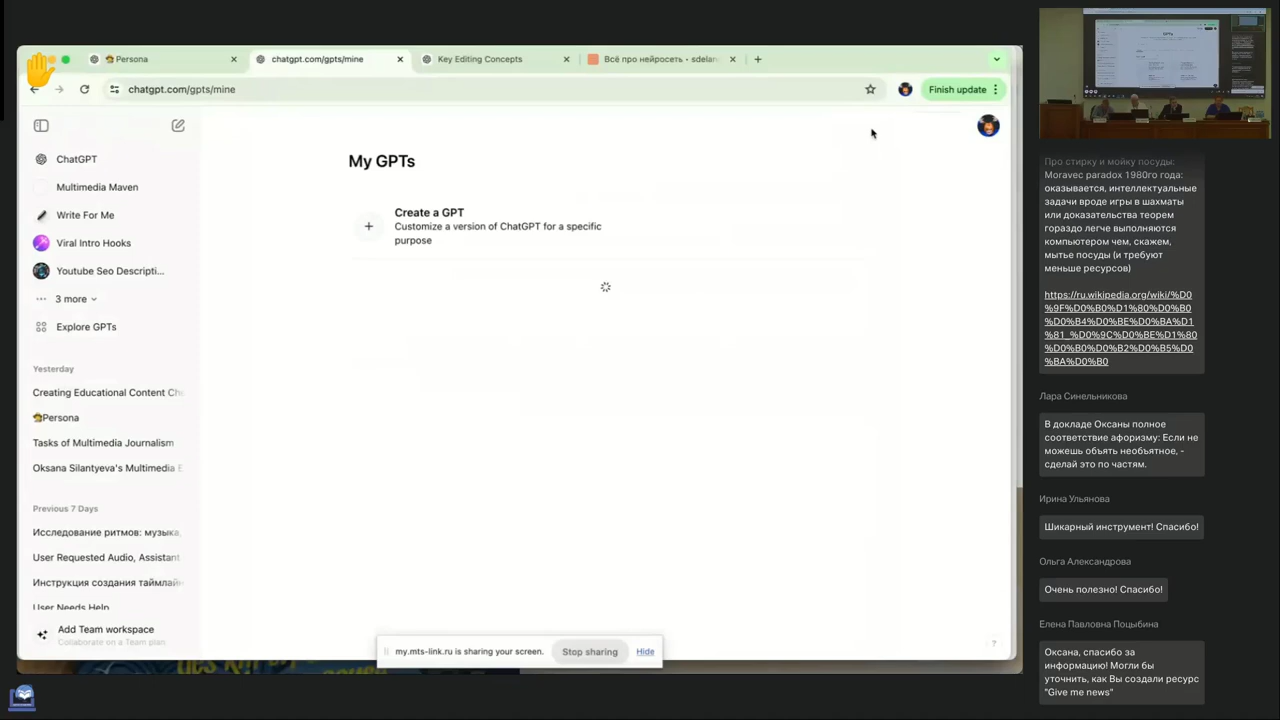 Persona
chatgpt.com/gpts/mine
Key Editing Concepts
Всё про нейросеть • sdelan
chatgpt.com/gpts/mine
Finish update
ChatGPT
Multimedia Maven
Write For Me
Viral Intro Hooks
Youtube Seo Descripti...
3 more
Explore GPTs
Yesterday
Creating Educational Content Ch
Persona
Tasks of Multimedia Journalism
Oksana Silantyeva's Multimedia E
Previous 7 Days
Исследование ритмов: музыка,
User Requested Audio, Assistant
Инструкция создания таймлай
User Needs Help
Add Team workspace
Collaborate on a Team plan
My GPTs
Create a GPT
Customize a version of ChatGPT for a specific
purpose
my.mts-link.ru is sharing your screen.
Stop sharing
Hide
?
GPTs
Про стирку и мойку посуды:
Moravec paradox 1980го года:
оказывается, интеллектуальные
задачи вроде игры в шахматы
или доказательства теорем
гораздо легче выполняются
компьютером чем, скажем,
мытье посуды (и требуют
меньше ресурсов)
https://ru.wikipedia.org/wiki/%D0
%9F%D0%B0%D1%80%D0%B0
%D0%B4%D0%BE%D0%BA%D1
%81_%D0%9C%D0%BE%D1%80
%D0%B0%D0%B2%D0%B5%D0
%BA%D0%B0
Лара Синельникова
В докладе Оксаны полное
соответствие афоризму: Если не
можешь объять необъятное, -
сделай это по частям.
Ирина Ульянова
Шикарный инструмент! Спасибо!
Ольга Александрова
Очень полезно! Спасибо!
Елена Павловна Поцыбина
Оксана, спасибо за
информацию! Могли бы
уточнить, как Вы создали ресурс
"Give me news"